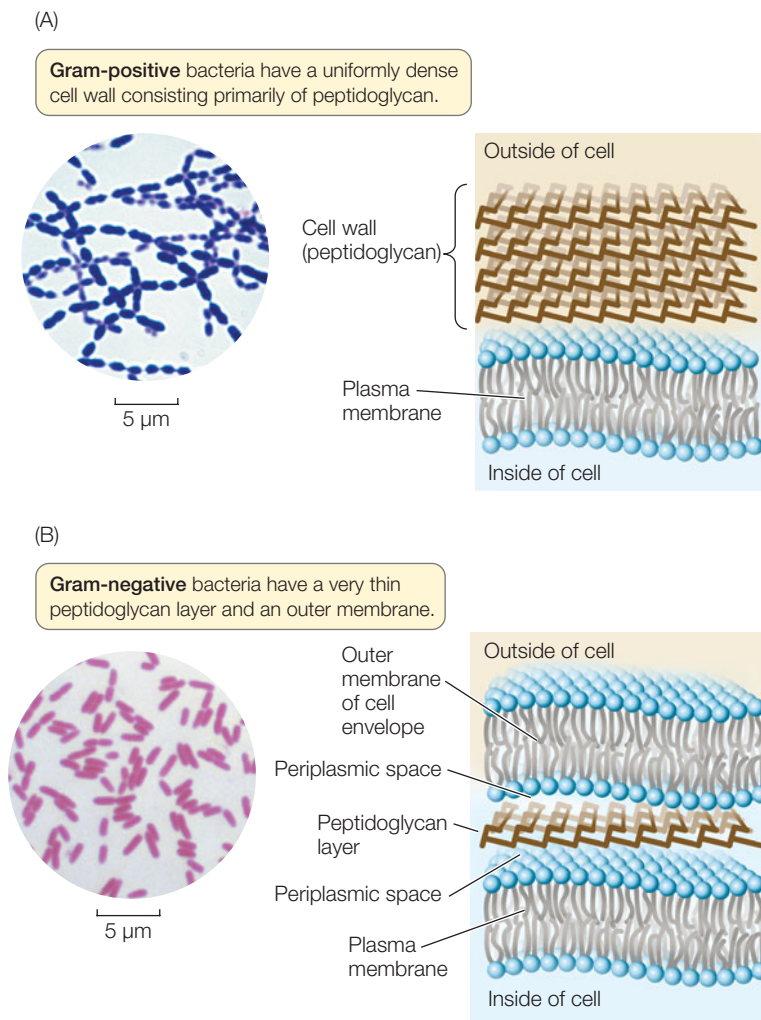 (A)
Gram-positive bacteria have a uniformly dense
cell wall consisting primarily of peptidoglycan.
Outside of cell
Cell wall
(peptidoglycan)
Plasma
membrane
5 µm
Inside of cell
(B)
Gram-negative bacteria have a very thin
peptidoglycan layer and an outer membrane.
Outside of cell
Outer
membrane
of cell
envelope
Periplasmic space
Peptidoglycan
layer
Periplasmic space
Plasma
membrane
5 µm
Inside of cell